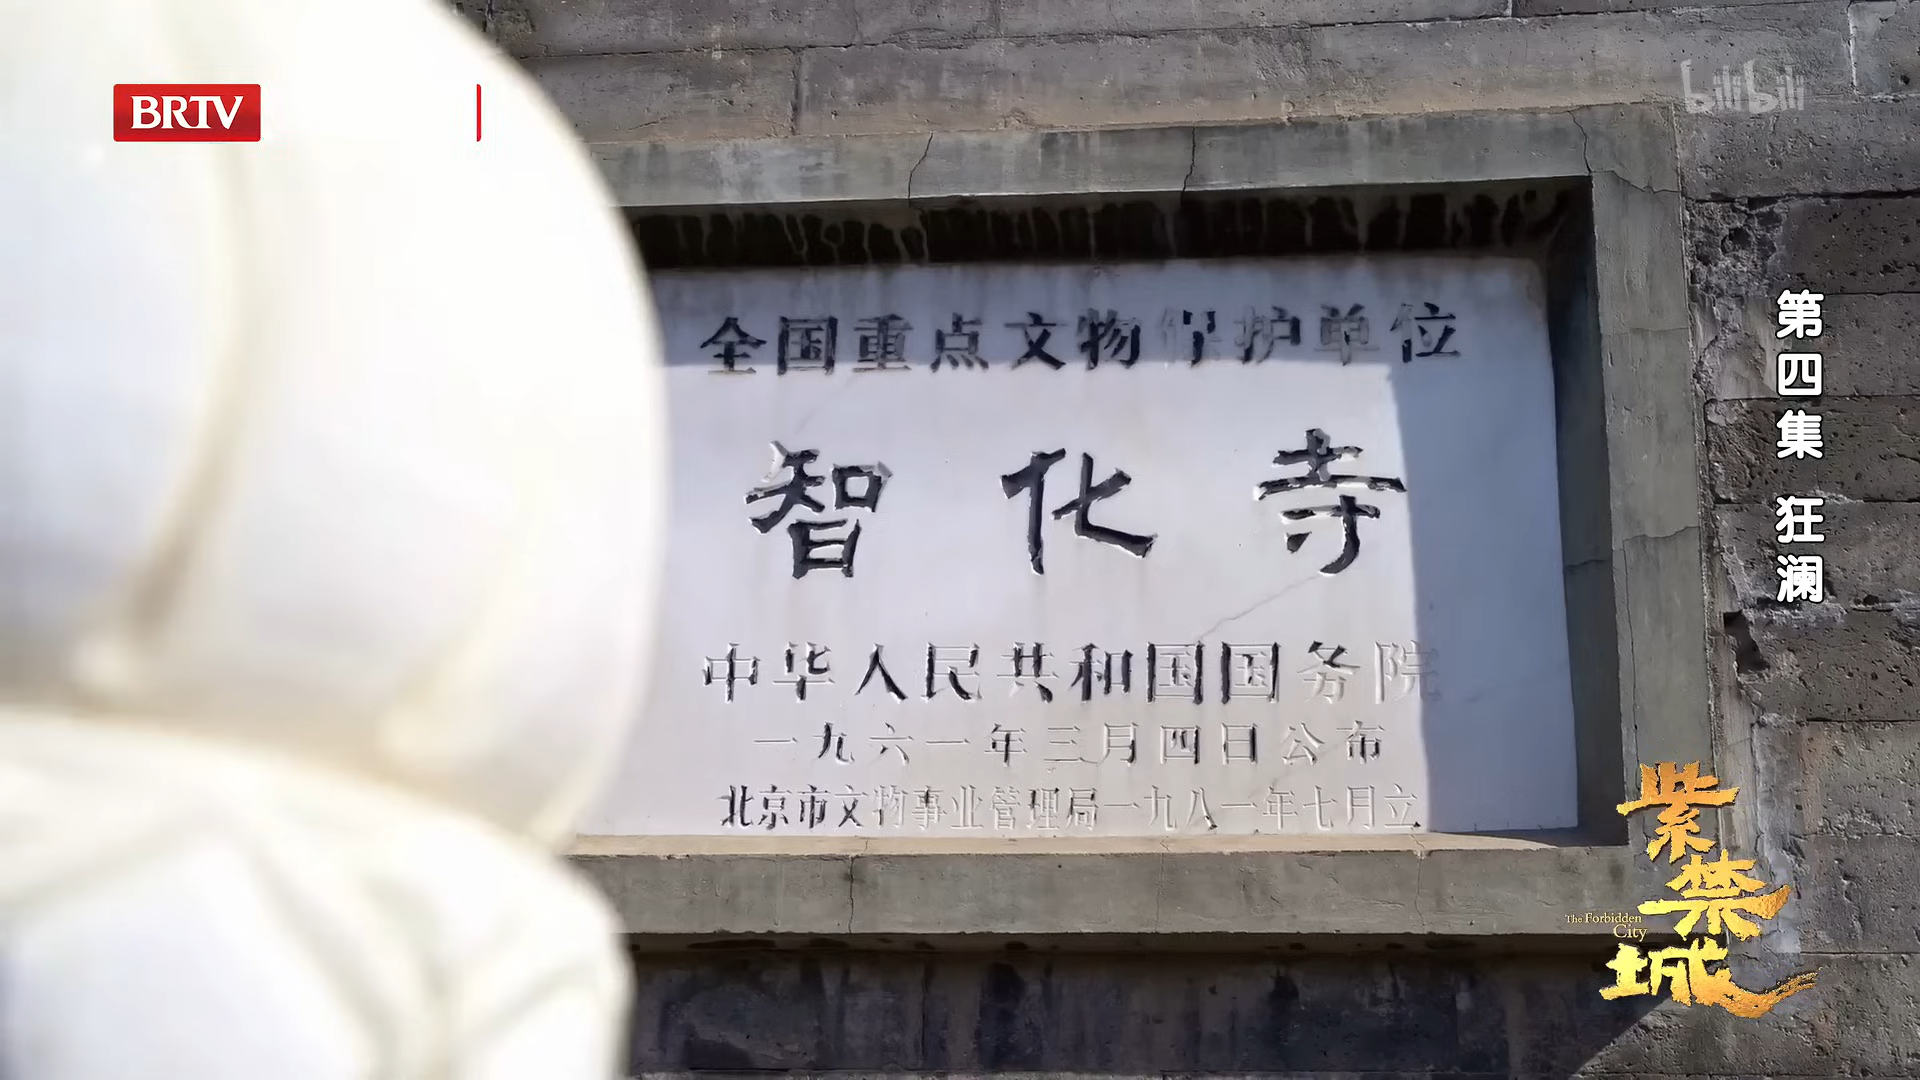 BRTV
bilibili
全国重点文物保护单位
智化寺
中华人民共和国国务院
一九六一年三月四日公布
北京市文物事业管理局一九八一年七月立
第四集 狂澜
紫禁城
The Forbidden
City